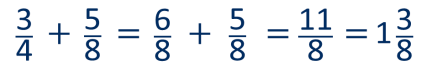 3/4 + 5/8 = 6/8 + 5/8 = 11/8 = 1 3/8